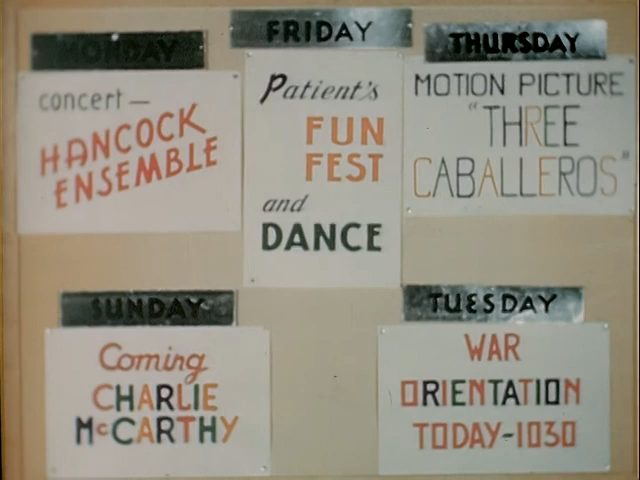 MONDAY
concert—
HANCOCK
ENSEMBLE
FRIDAY
Patient's
FUN
FEST
and
DANCE
THURSDAY
MOTION PICTURE
"THREE
CABALLEROS"
SUNDAY
Coming
CHARLIE
McCARTHY
TUESDAY
WAR
ORIENTATION
TODAY-1030